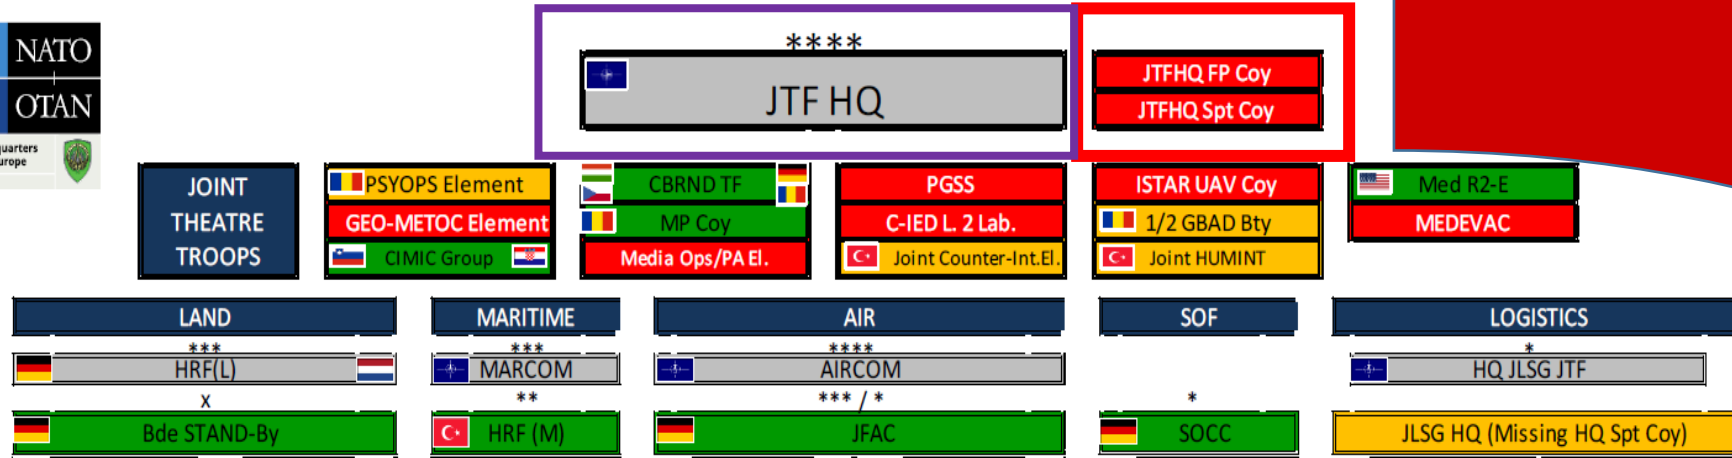 NATO
OTAN
quarters
urope
****
JTF HQ
JTFHQ FP Coy
JTFHQ Spt Coy
JOINT
THEATRE
TROOPS
PSYOPS Element
GEO-METOC Element
CIMIC Group
CBRND TF
MP Coy
Media Ops/PA El.
PGSS
C-IED L. 2 Lab.
Joint Counter-Int.El.
ISTAR UAV Coy
1/2 GBAD Bty
Joint HUMINT
Med R2-E
MEDEVAC
LAND
***
HRF(L)
x
Bde STAND-By
MARITIME
***
MARCOM
**
HRF (M)
AIR
****
AIRCOM
*** / *
JFAC
SOF
*
SOCC
LOGISTICS
*
HQ JLSG JTF
JLSG HQ (Missing HQ Spt Coy)